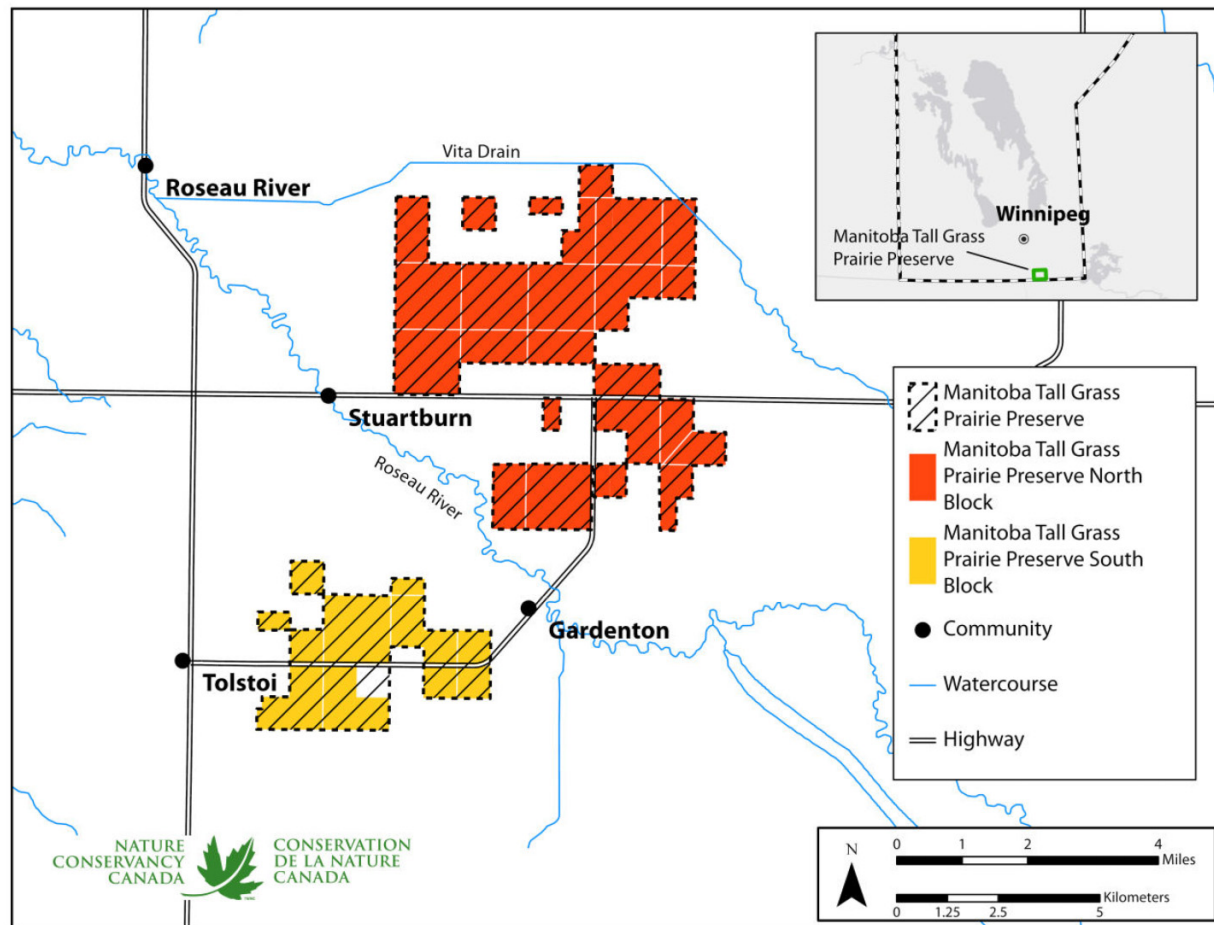 Vita Drain
Roseau River
Stuartburn
Roseau River
Gardenton
Tolstoi
Winnipeg
Manitoba Tall Grass
Prairie Preserve
Manitoba Tall Grass
Prairie Preserve
Manitoba Tall Grass
Prairie Preserve North
Block
Manitoba Tall Grass
Prairie Preserve South
Block
Community
Watercourse
Highway
NATURE
CONSERVANCY
CANADA
CONSERVATION
DE LA NATURE
CANADA
N
0 1 2 4
Miles
Kilometers
0 1.25 2.5 5